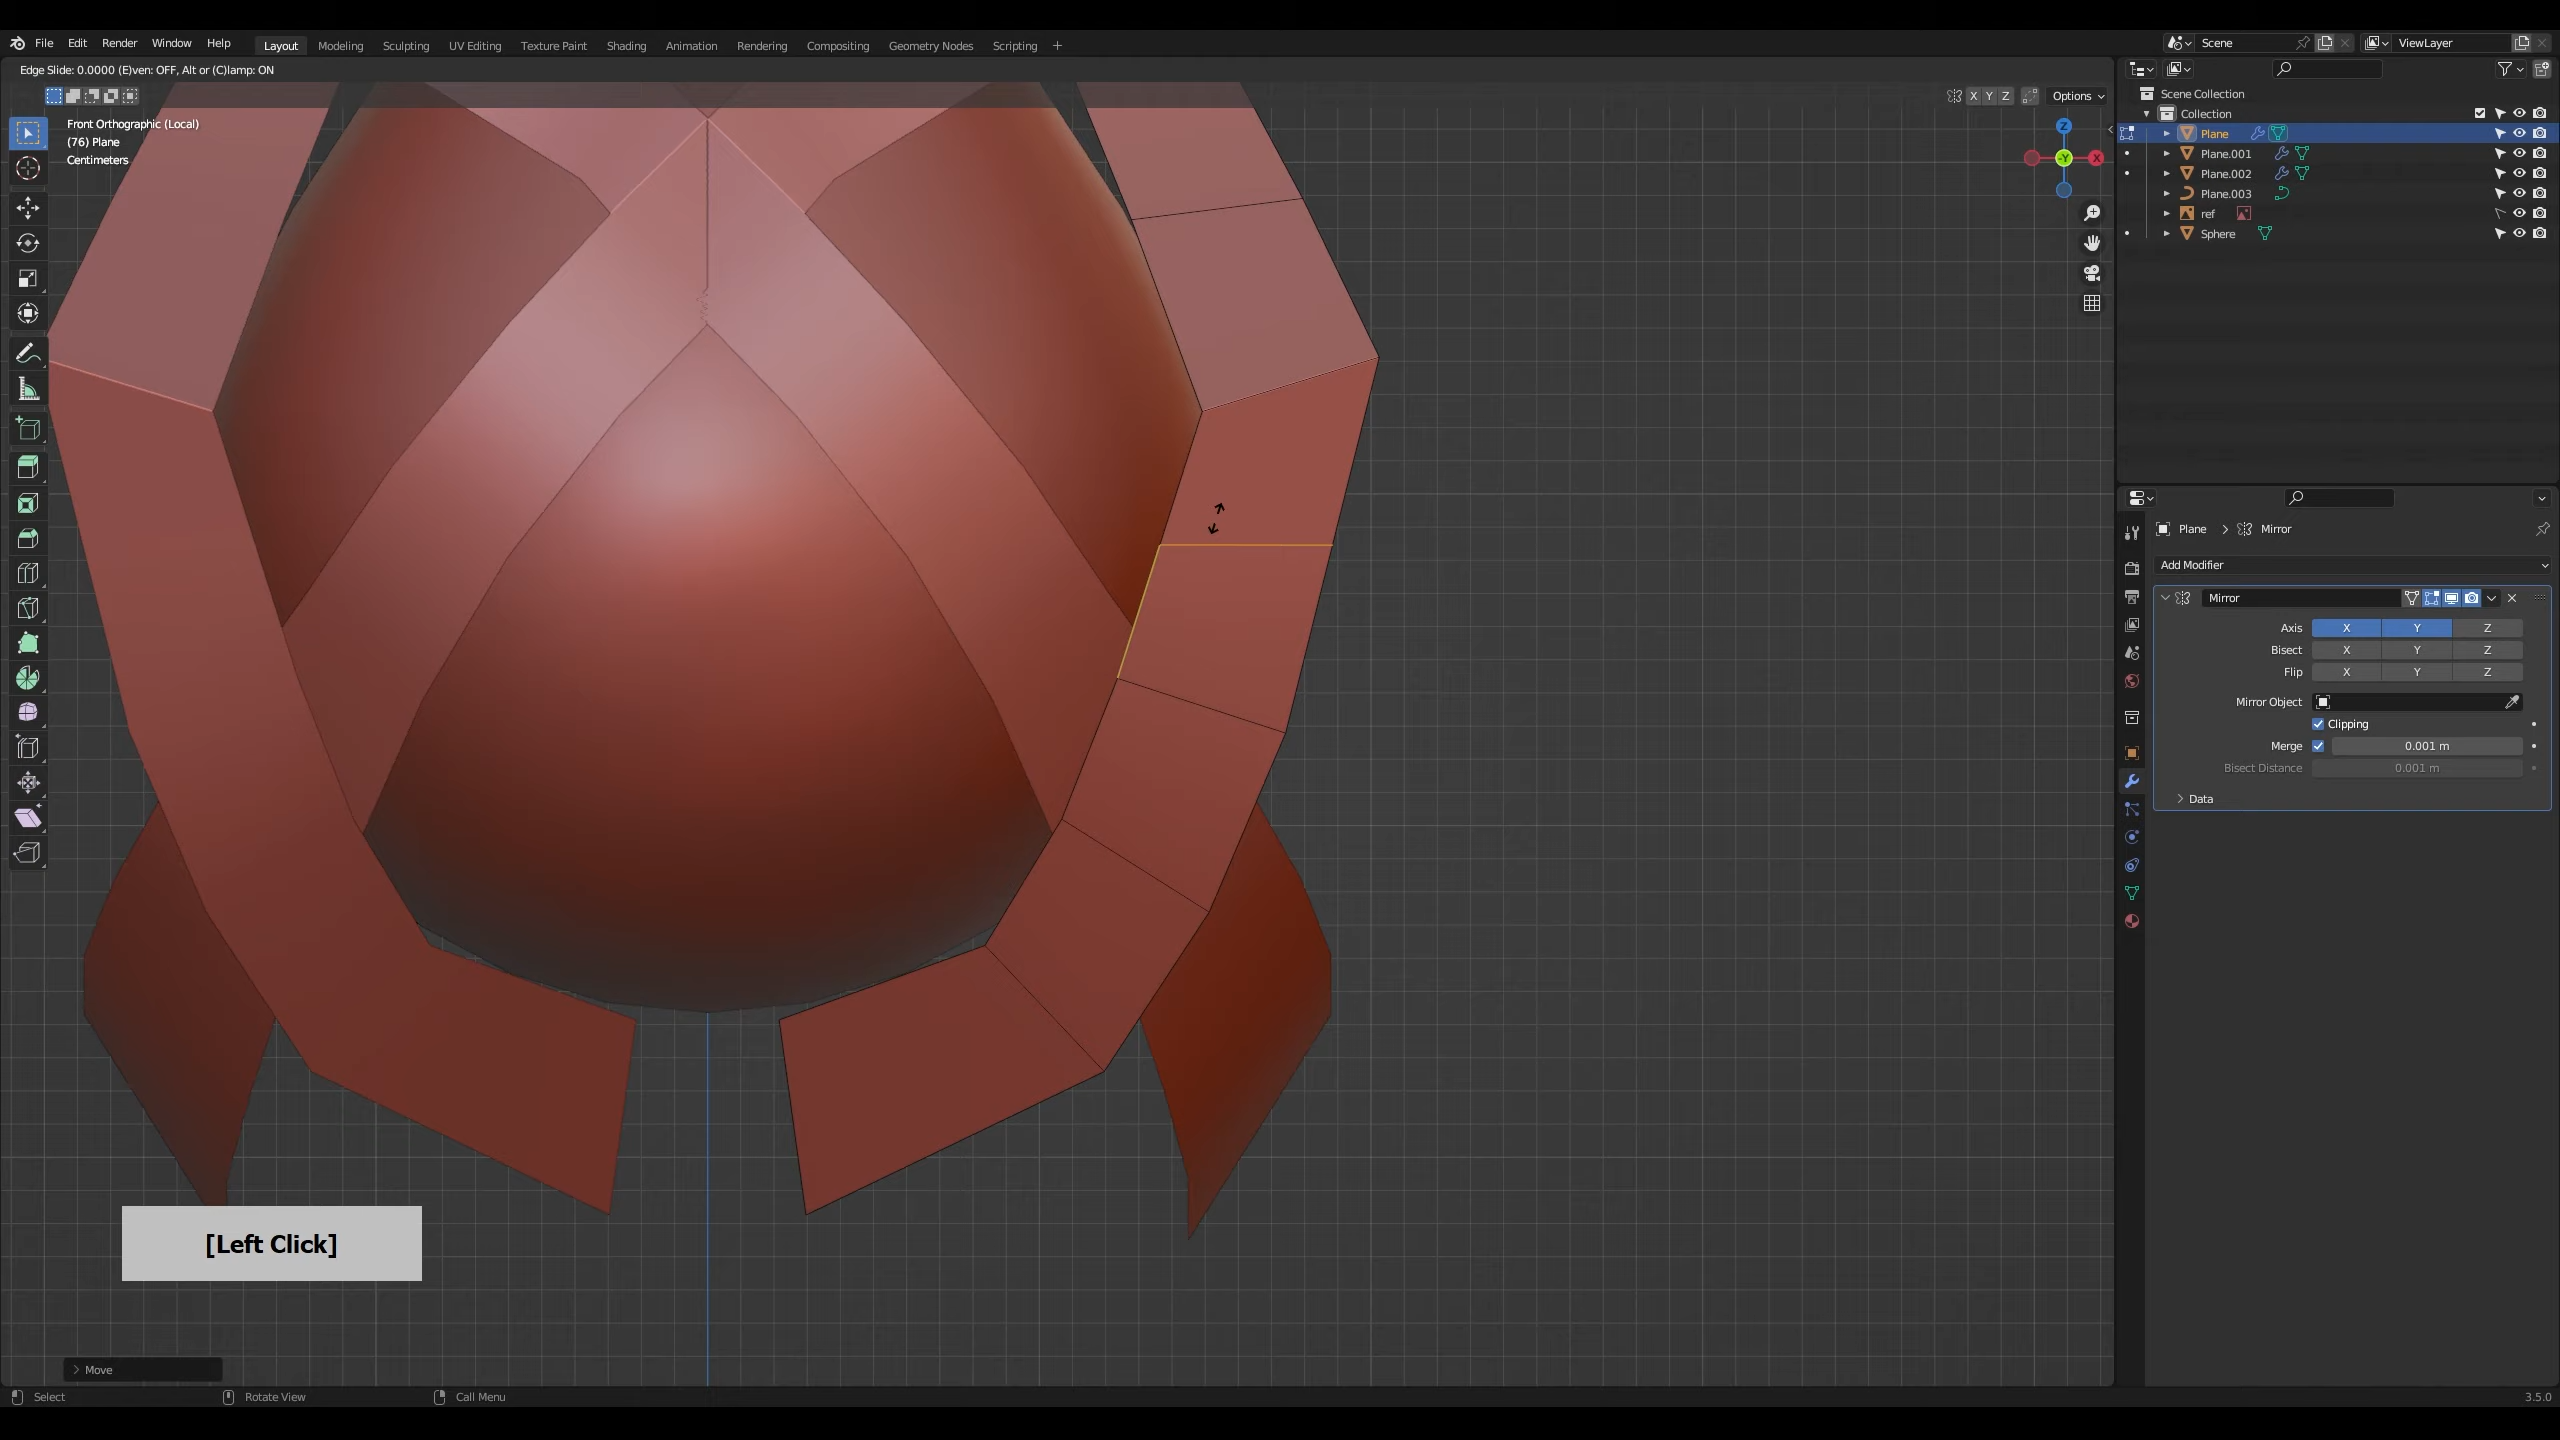 File Edit Render Window Help Layout Modeling Sculpting UV Editing Texture Paint Shading Animation Rendering Compositing Geometry Nodes Scripting + Scene ViewLayer
Edge Slide: 0.0000 (E)ven: OFF, Alt or (C)lamp: ON
X Y Z Options
Front Orthographic (Local)
(76) Plane
Centimeters
Z
-Y X
Scene Collection
Collection
Plane
Plane.001
Plane.002
Plane.003
ref
Sphere
Plane > Mirror
Add Modifier
Mirror
Axis X Y Z
Bisect X Y Z
Flip X Y Z
Mirror Object
Clipping
Merge 0.001 m
Bisect Distance 0.001 m
Data
[Left Click]
Move
Select Rotate View Call Menu 3.5.0